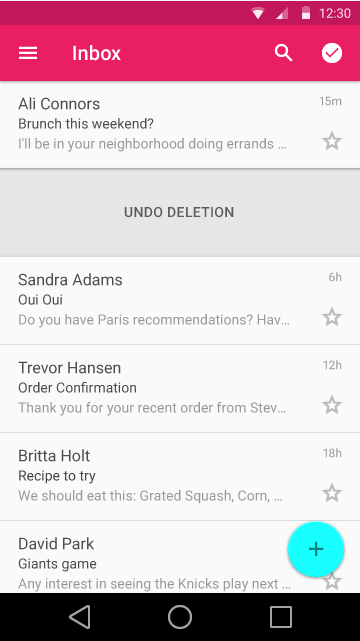 12:30
Inbox
Ali Connors
15m
Brunch this weekend?
I'll be in your neighborhood doing errands ...
UNDO DELETION
Sandra Adams
6h
Oui Oui
Do you have Paris recommendations? Hav...
Trevor Hansen
12h
Order Confirmation
Thank you for your recent order from Stev...
Britta Holt
18h
Recipe to try
We should eat this: Grated Squash, Corn, ...
David Park
Giants game
Any interest in seeing the Knicks play next ...